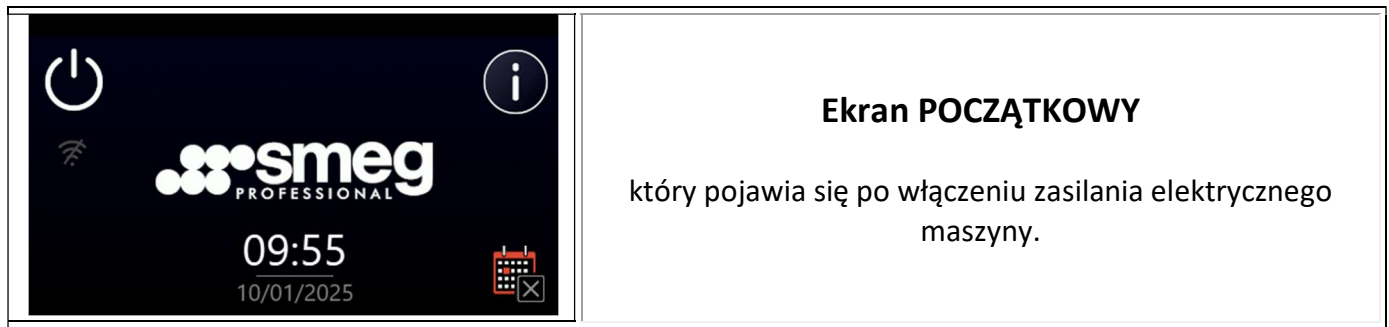 i
smeg
PROFESSIONAL
09:55
10/01/2025
Ekran POCZĄTKOWY
który pojawia się po włączeniu zasilania elektrycznego
maszyny.